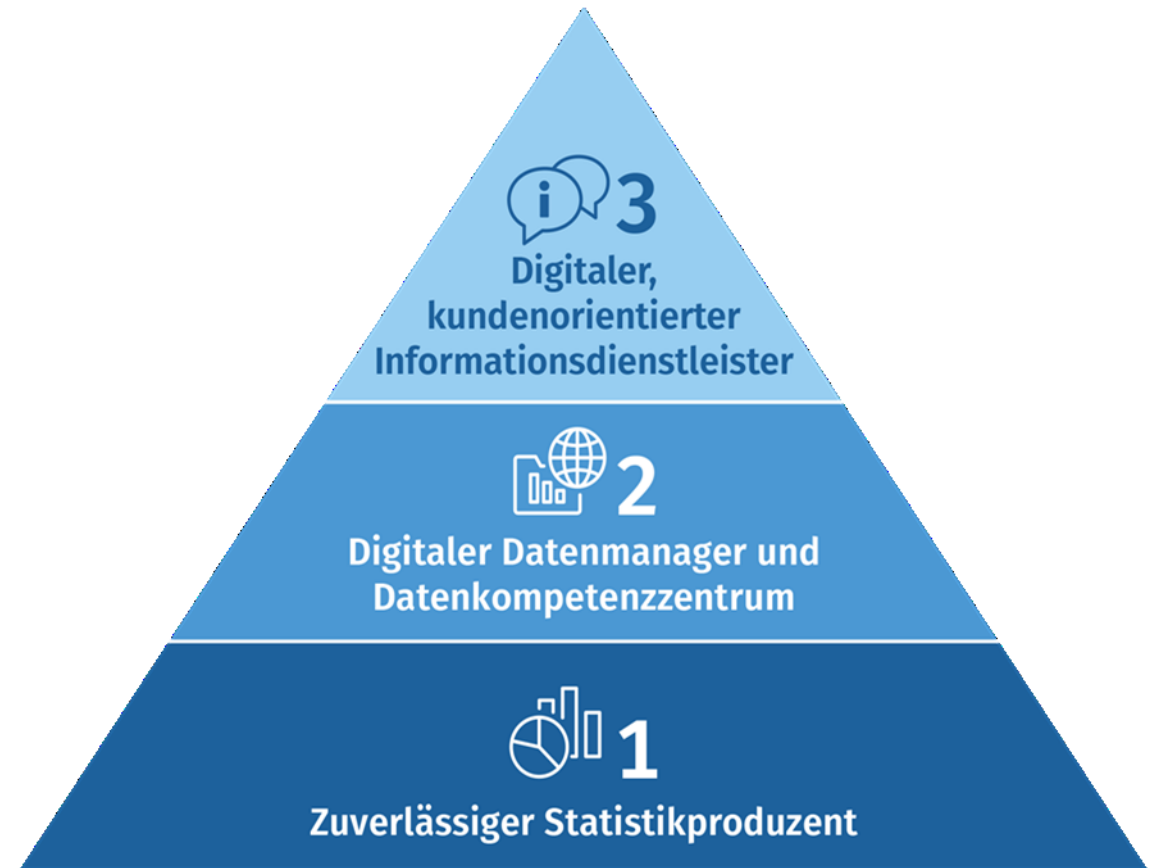 3
Digitaler,
kundenorientierter
Informationsdienstleister
2
Digitaler Datenmanager und
Datenkompetenzzentrum
1
Zuverlässiger Statistikproduzent